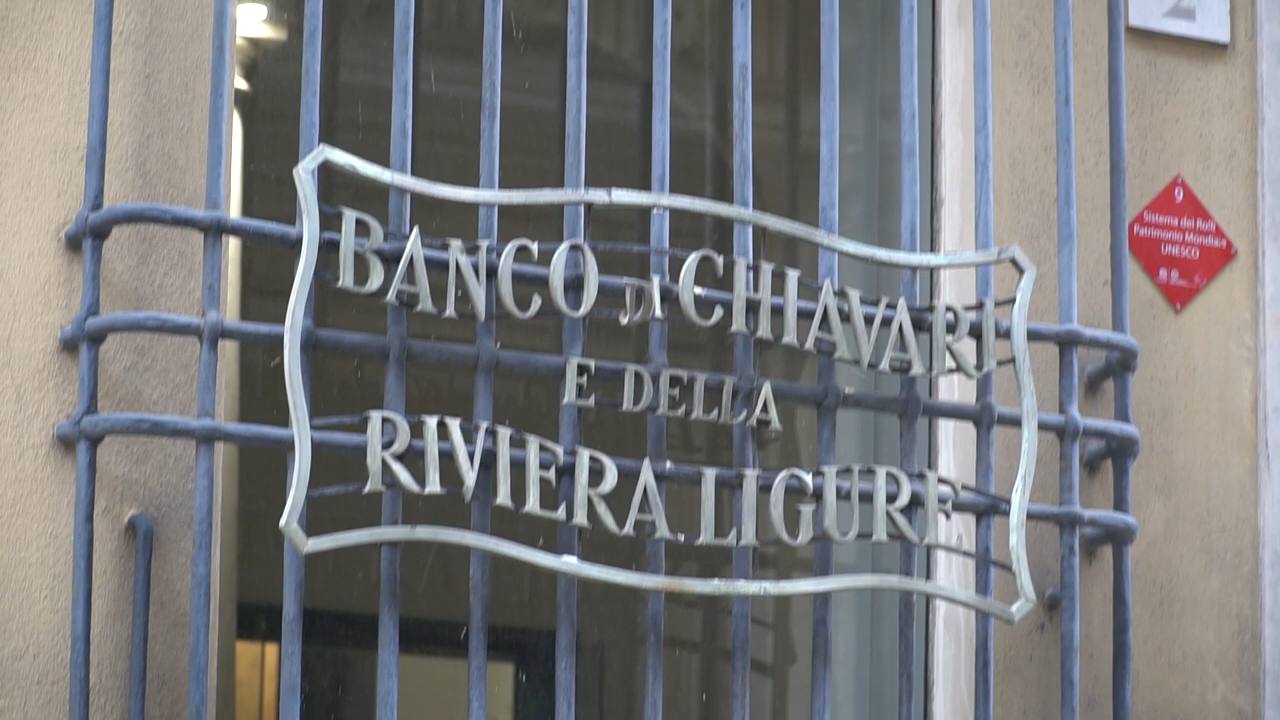 BANCO DI CHIAVARI
E DELLA
RIVIERA LIGURE
9
Sistema dei Rolli
Patrimonio Mondiale
UNESCO